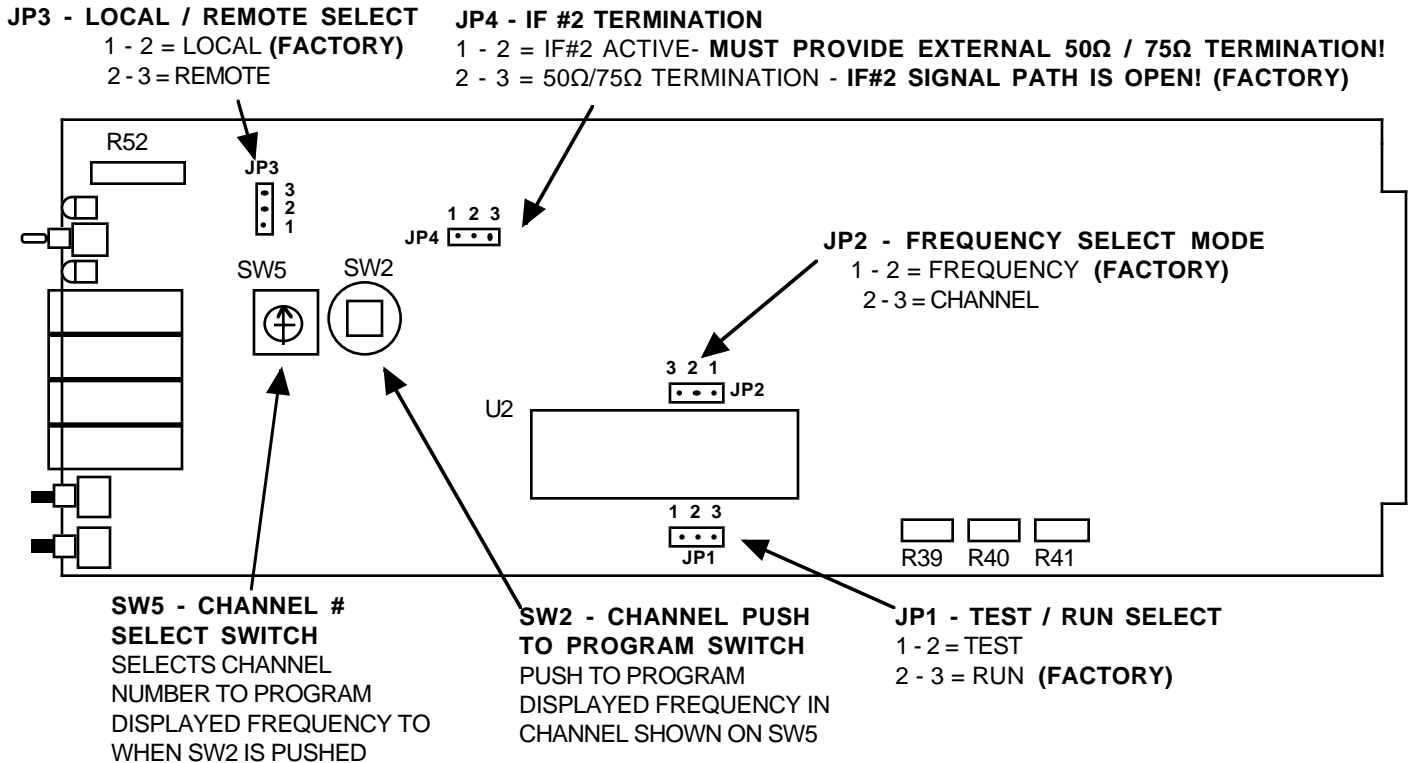 JP3 - LOCAL / REMOTE SELECT
1 - 2 = LOCAL (FACTORY)
2 - 3 = REMOTE
JP4 - IF #2 TERMINATION
1 - 2 = IF#2 ACTIVE- MUST PROVIDE EXTERNAL 50Ω / 75Ω TERMINATION!
2 - 3 = 50Ω/75Ω TERMINATION - IF#2 SIGNAL PATH IS OPEN! (FACTORY)
R52
JP3
3
2
1
1 2 3
JP4
JP2 - FREQUENCY SELECT MODE
1 - 2 = FREQUENCY (FACTORY)
2 - 3 = CHANNEL
SW5
SW2
3 2 1
JP2
U2
1 2 3
JP1
R39 R40 R41
SW5 - CHANNEL #
SELECT SWITCH
SELECTS CHANNEL
NUMBER TO PROGRAM
DISPLAYED FREQUENCY TO
WHEN SW2 IS PUSHED
SW2 - CHANNEL PUSH
TO PROGRAM SWITCH
PUSH TO PROGRAM
DISPLAYED FREQUENCY IN
CHANNEL SHOWN ON SW5
JP1 - TEST / RUN SELECT
1 - 2 = TEST
2 - 3 = RUN (FACTORY)